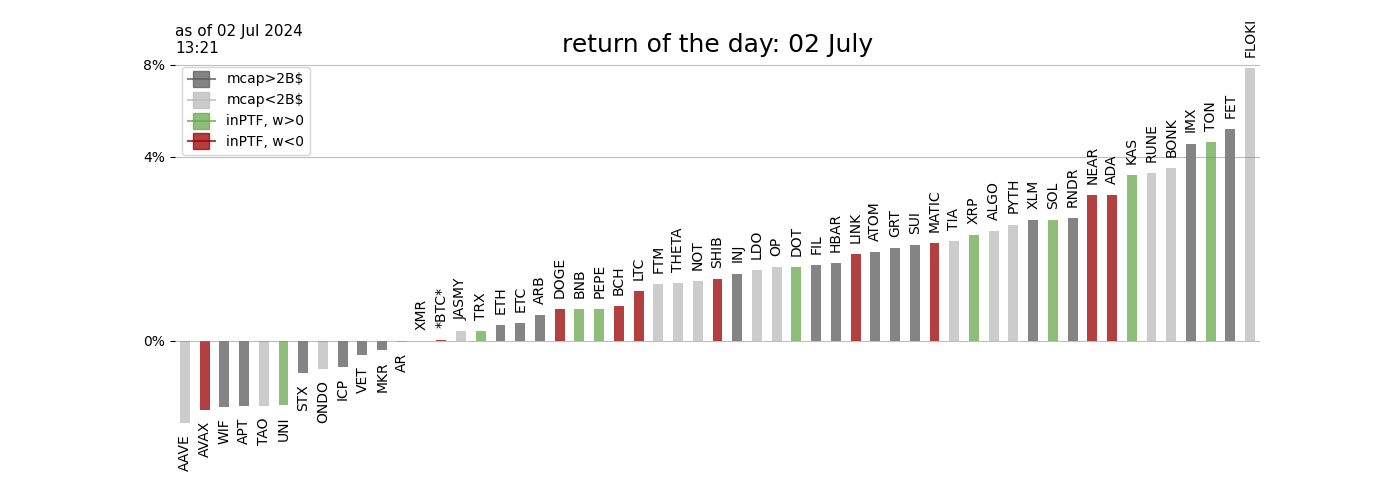 as of 02 Jul 2024
13:21
return of the day: 02 July
8%
4%
0%
mcap>2B$
mcap<2B$
inPTF, w>0
inPTF, w<0
AAVE
AVAX
WIF
APT
TAO
UNI
STX
ONDO
ICP
VET
MKR
AR
XMR
*BTC*
JASMY
TRX
ETH
ETC
ARB
DOGE
BNB
PEPE
BCH
LTC
FTM
THETA
NOT
SHIB
INJ
LDO
OP
DOT
FIL
HBAR
LINK
ATOM
GRT
SUI
MATIC
TIA
XRP
ALGO
PYTH
XLM
SOL
RNDR
NEAR
ADA
KAS
RUNE
BONK
IMX
TON
FET
FLOKI